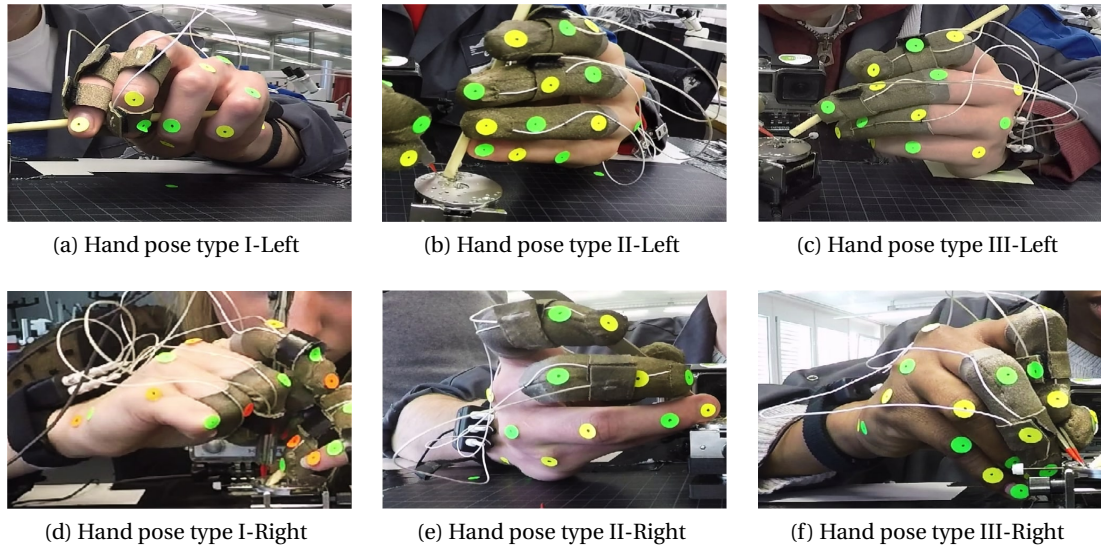 (a) Hand pose type I-Left
(b) Hand pose type II-Left
(c) Hand pose type III-Left
(d) Hand pose type I-Right
(e) Hand pose type II-Right
(f) Hand pose type III-Right